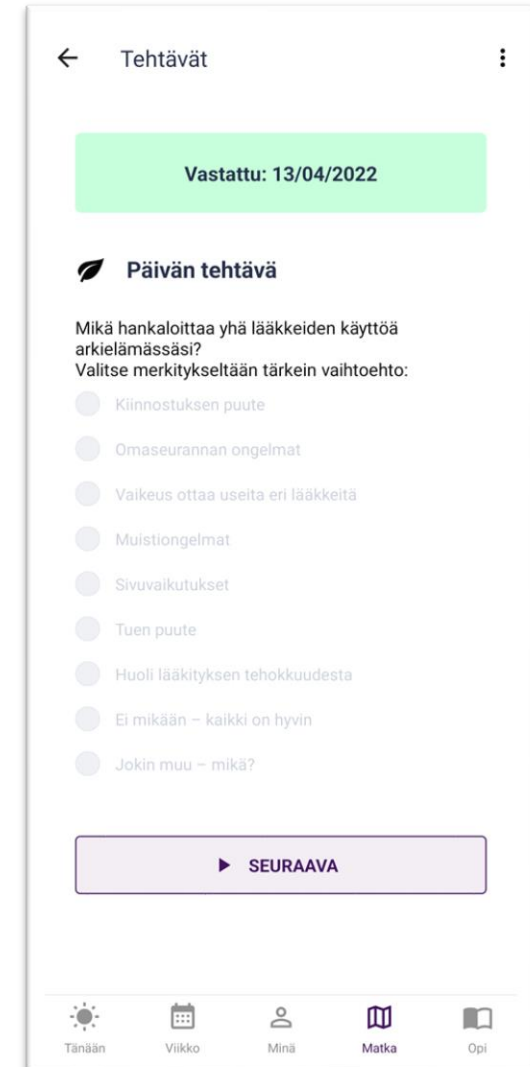 Tehtävät
Vastattu: 13/04/2022
Päivän tehtävä
Mikä hankaloittaa yhä lääkkeiden käyttöä
arkielämässäsi?
Valitse merkitykseltään tärkein vaihtoehto:
Kiinnostuksen puute
Omaseurannan ongelmat
Vaikeus ottaa useita eri lääkkeitä
Muistiongelmat
Sivuvaikutukset
Tuen puute
Huoli lääkityksen tehokkuudesta
Ei mikään – kaikki on hyvin
Jokin muu – mikä?
SEURAAVA
Tänään Viikko Minä Matka Opi